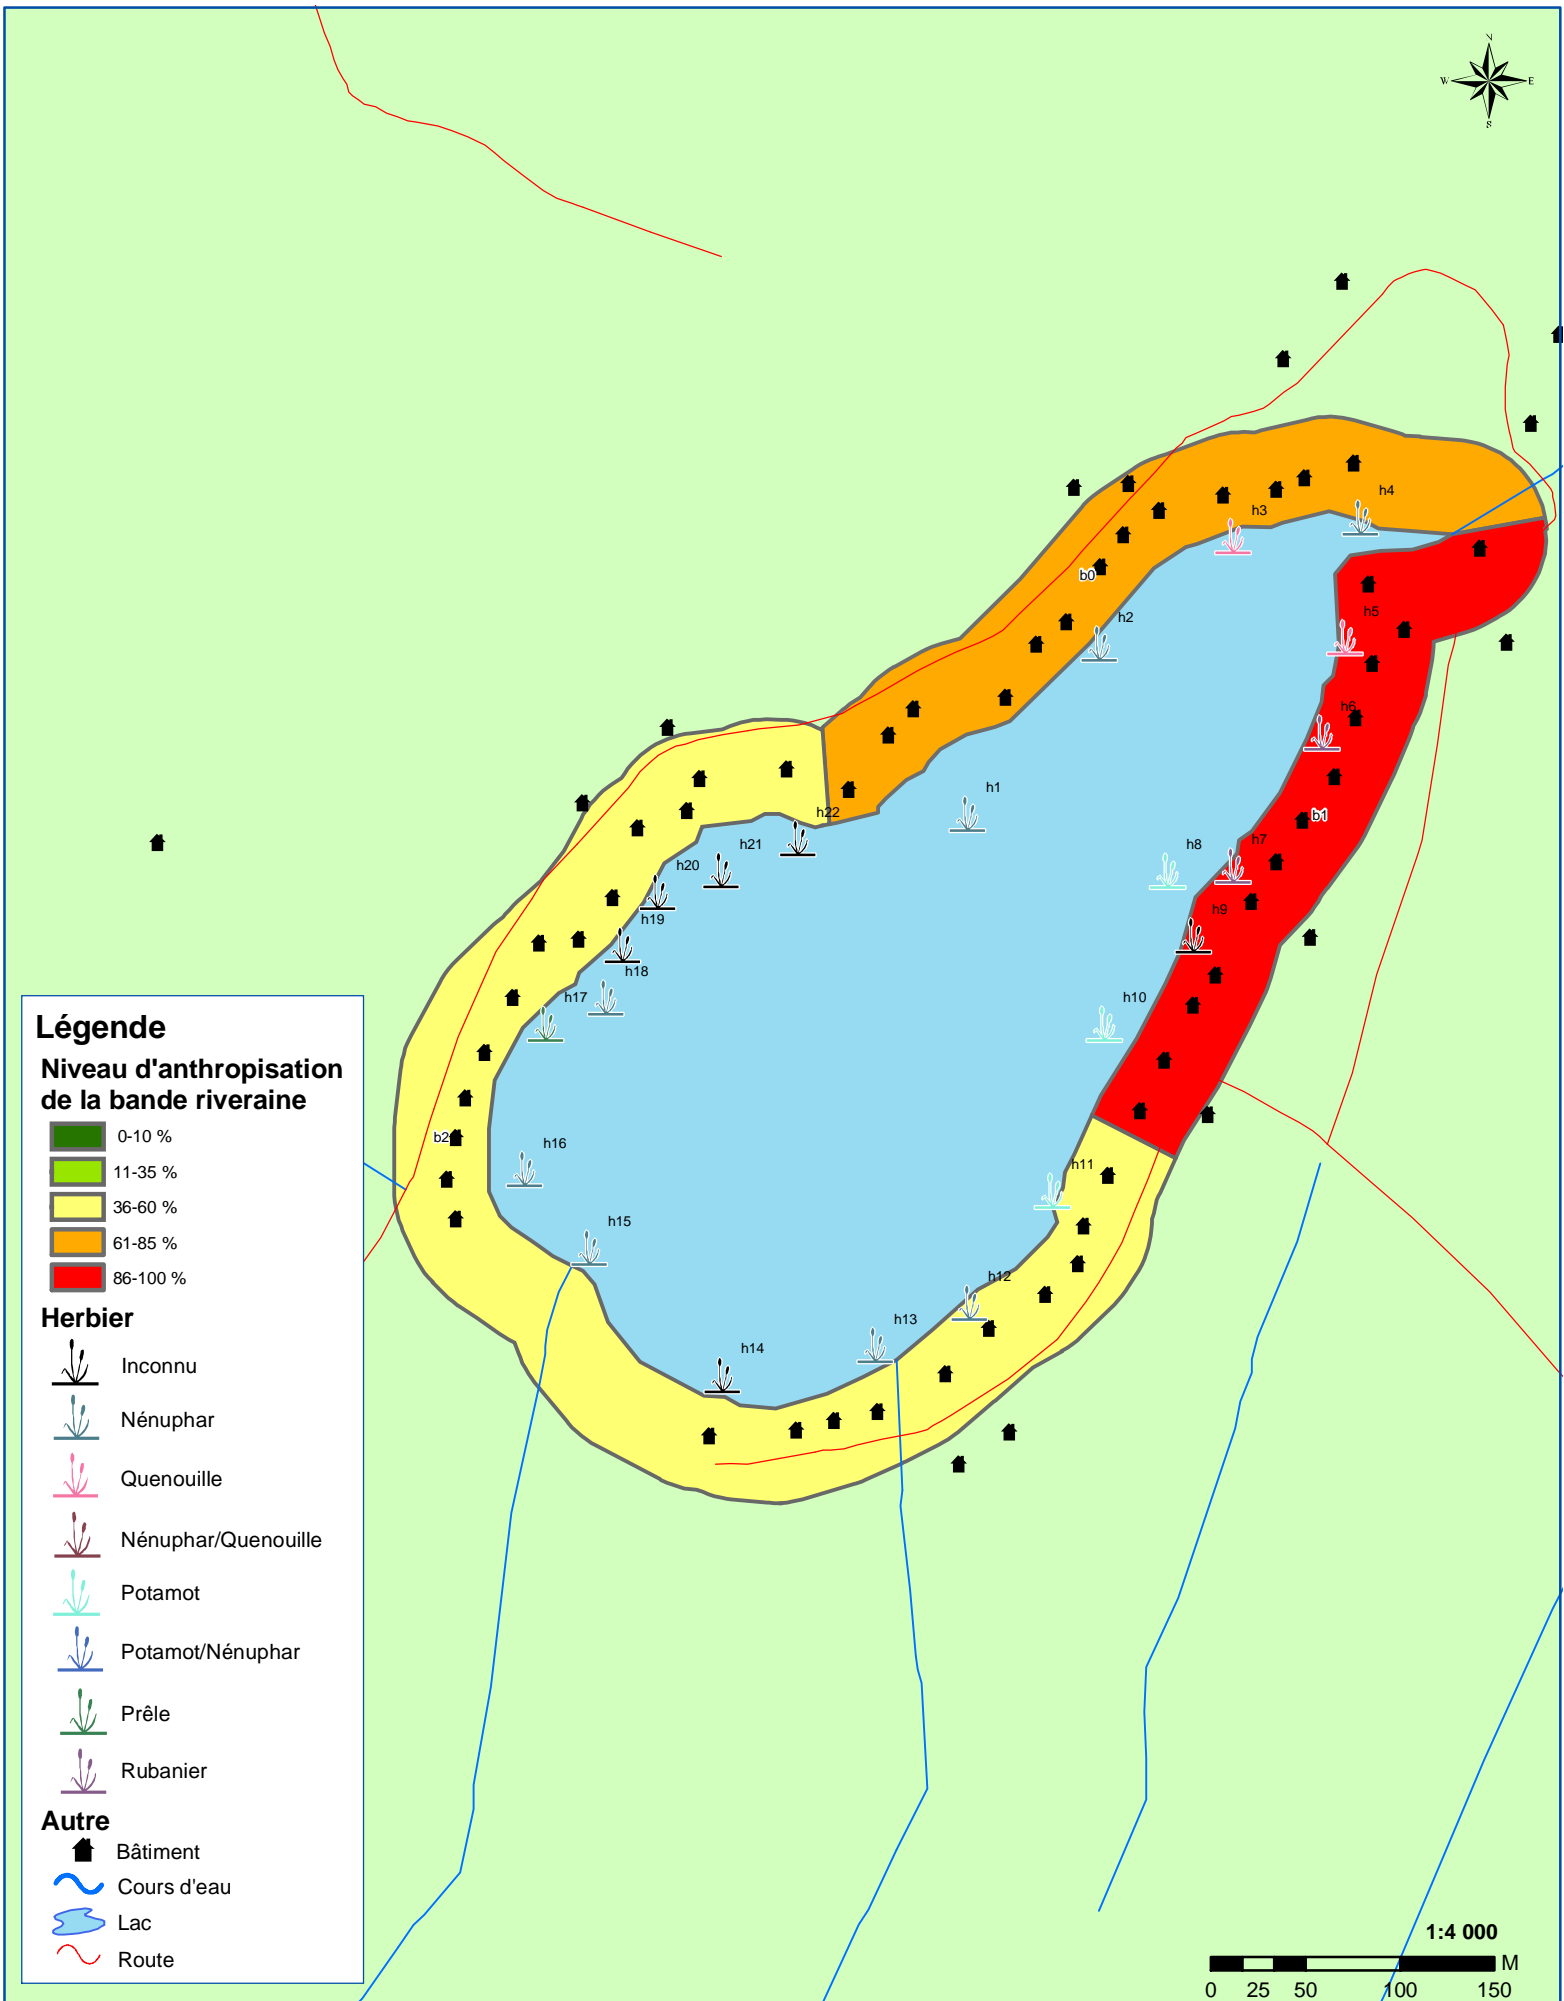 N
W E
S
h4
h3
b0
h5
h2
h6
h1
b1
h22
h7
h21
h8
h20
h9
h19
h18
h17
h10
Légende
Niveau d'anthropisation
de la bande riveraine
0-10 %
11-35 %
36-60 %
61-85 %
86-100 %
b2
h16
h11
h15
h12
h13
h14
Herbier
Inconnu
Nénuphar
Quenouille
Nénuphar/Quenouille
Potamot
Potamot/Nénuphar
Prêle
Rubanier
Autre
Bâtiment
Cours d'eau
Lac
Route
1:4 000
M
0 25 50 100 150